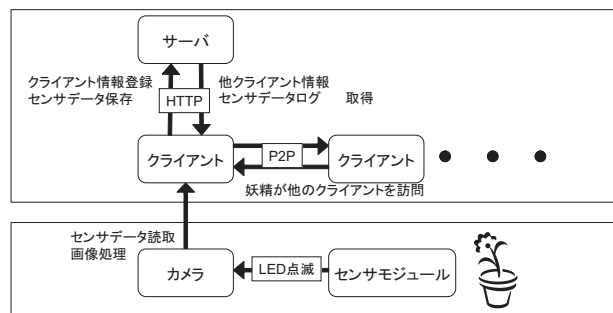 サーバ
クライアント情報登録
センサデータ保存
HTTP
他クライアント情報
センサデータログ 取得
クライアント
P2P
クライアント
妖精が他のクライアントを訪問
センサデータ読取
画像処理
カメラ
LED点滅
センサモジュール